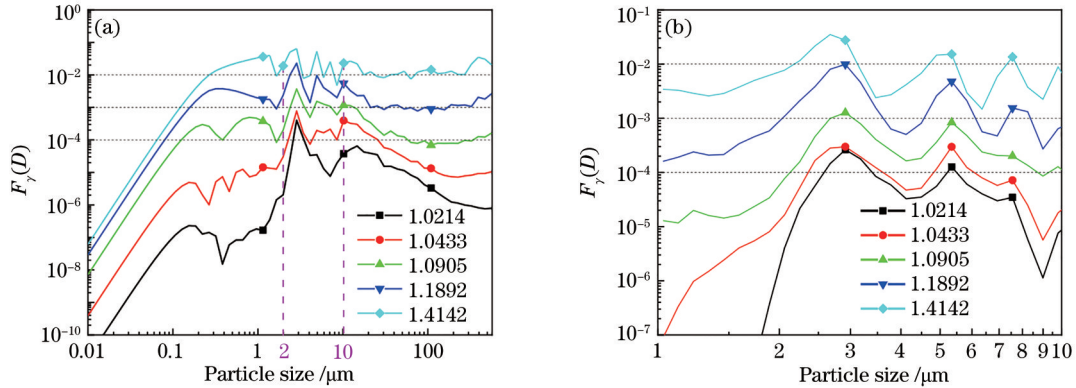 (a)
F_γ(D)
10^0
10^-2
10^-4
10^-6
10^-8
10^-10
0.01 0.1 1 2 10 100
Particle size /μm
1.0214
1.0433
1.0905
1.1892
1.4142
(b)
F_γ(D)
10^-1
10^-2
10^-3
10^-4
10^-5
10^-6
10^-7
1 2 3 4 5 6 7 8 9 10
Particle size /μm
1.0214
1.0433
1.0905
1.1892
1.4142